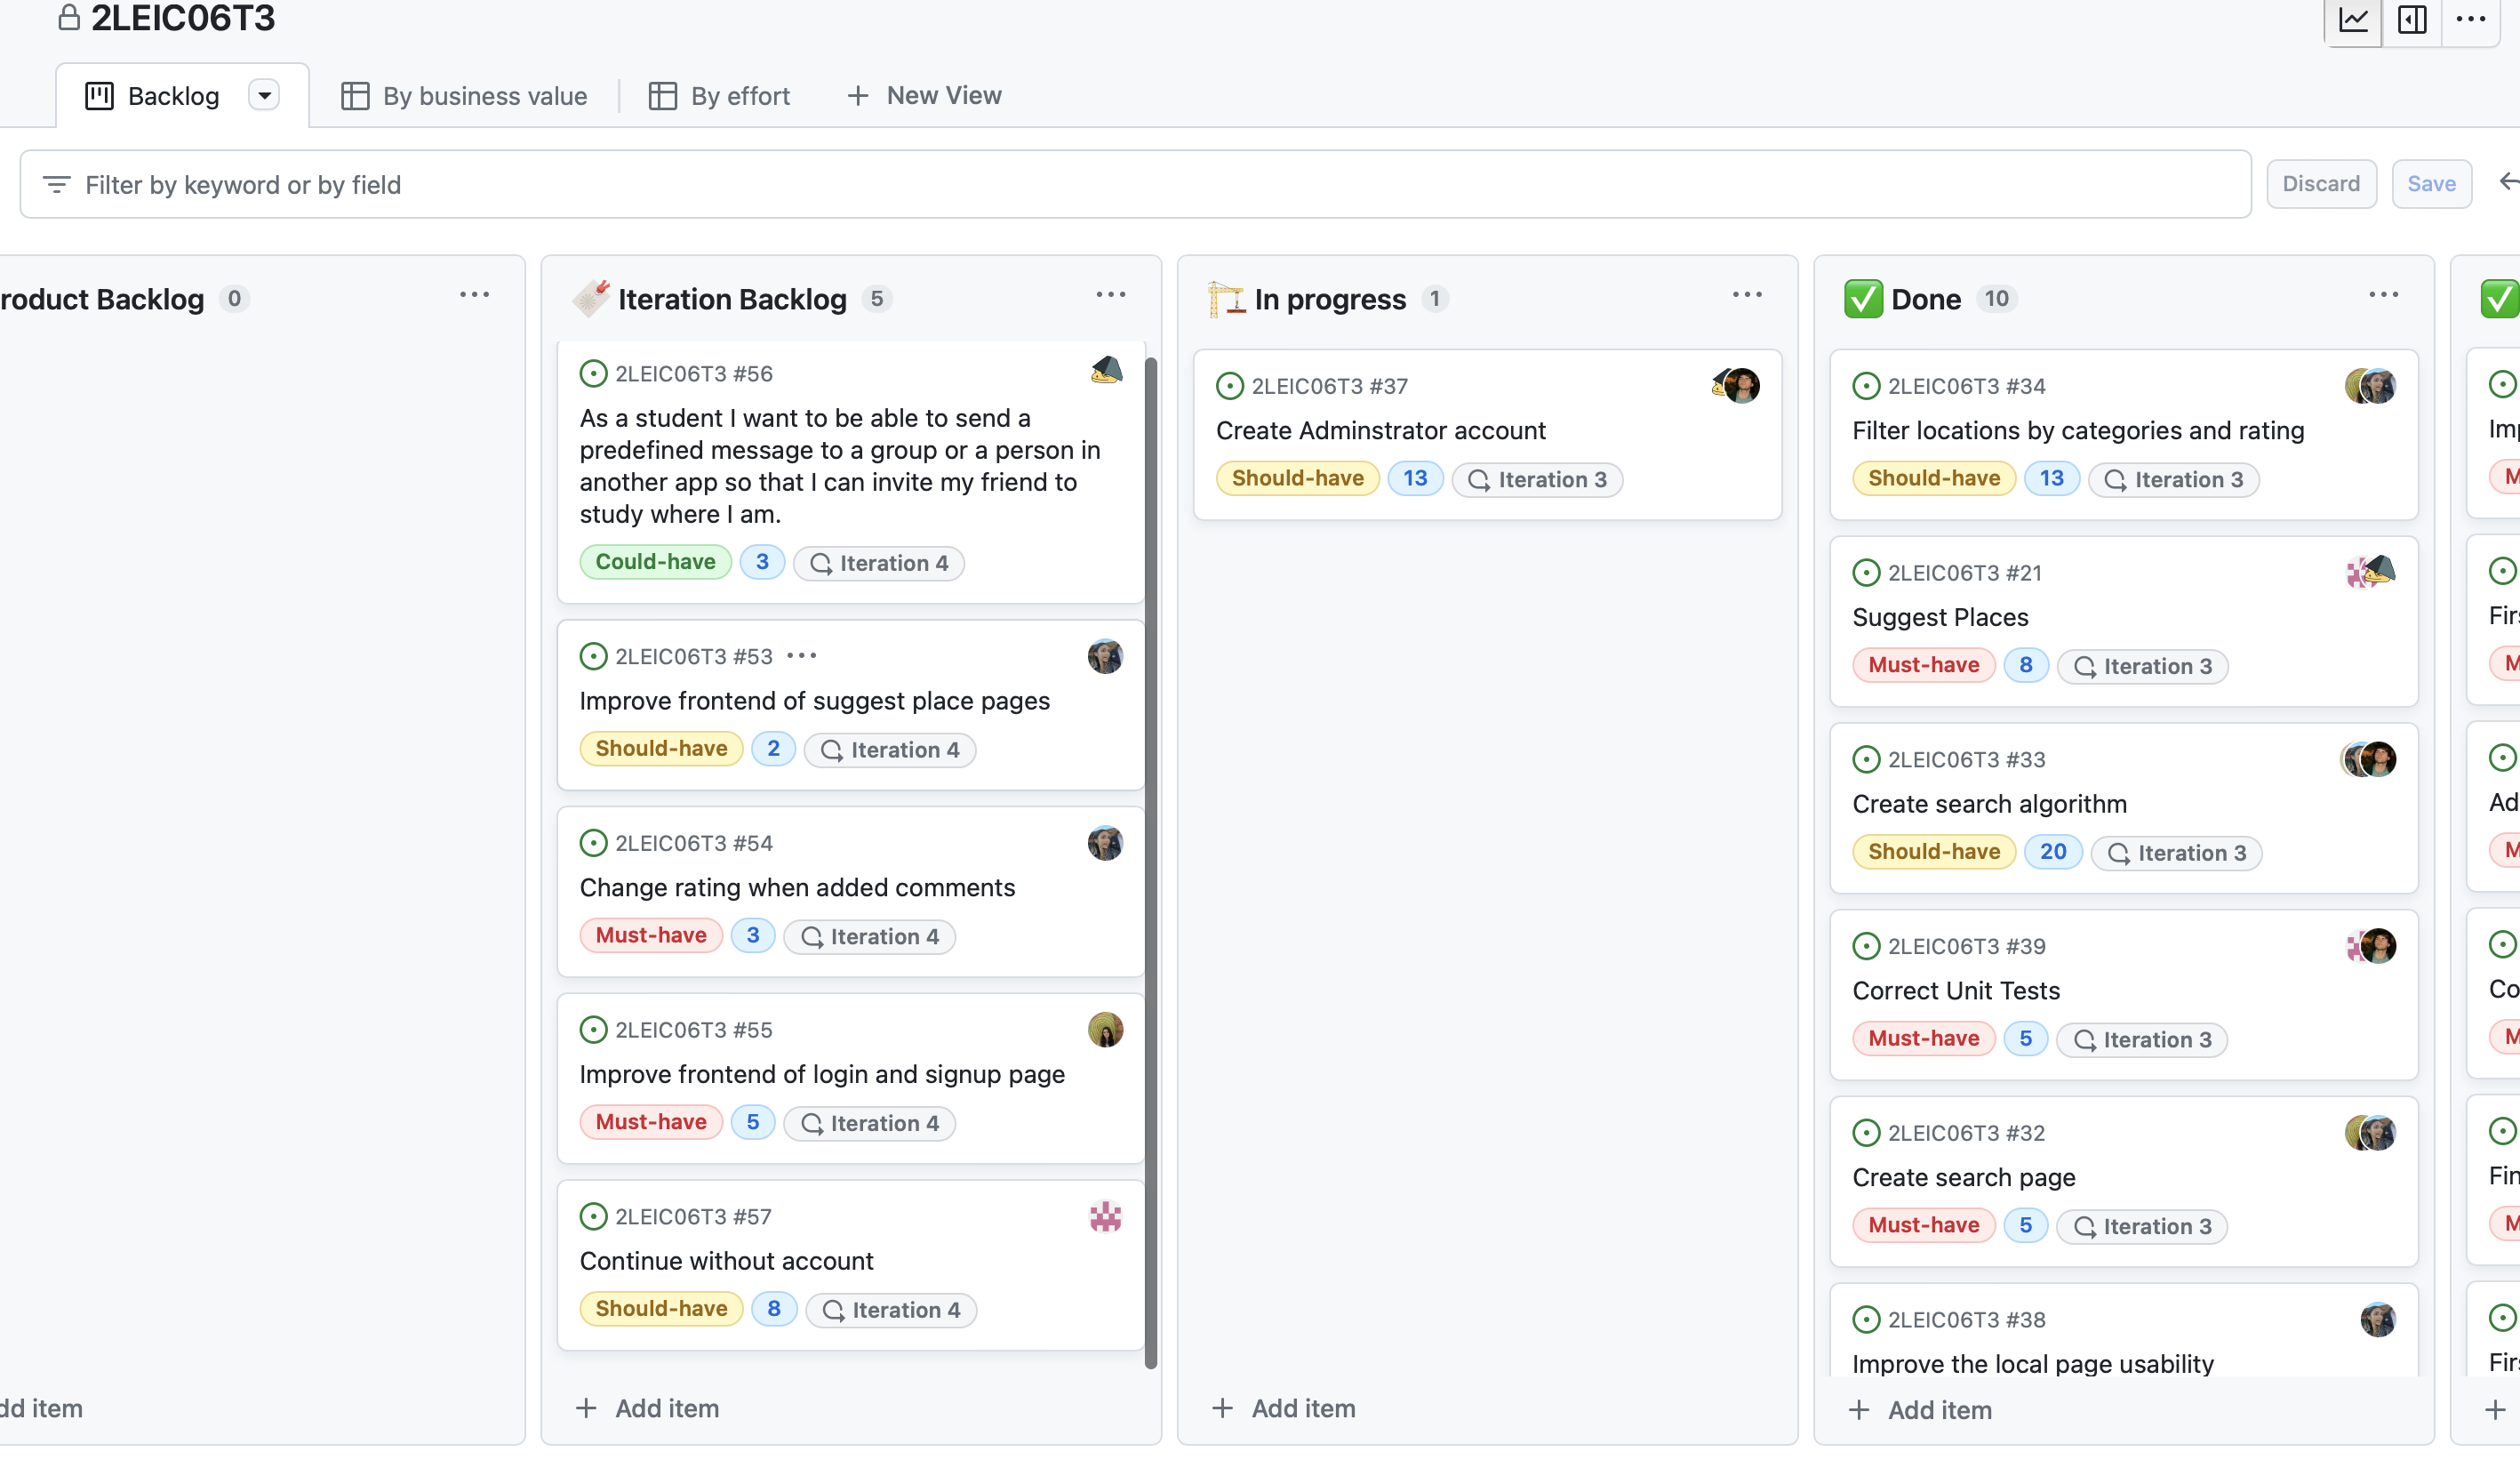 2LEIC06T3
Backlog
By business value
By effort
New View
Filter by keyword or by field
Discard
Save
roduct Backlog 0
dd item
Iteration Backlog 5
2LEIC06T3 #56
As a student I want to be able to send a
predefined message to a group or a person in
another app so that I can invite my friend to
study where I am.
Could-have 3 Iteration 4
2LEIC06T3 #53
Improve frontend of suggest place pages
Should-have 2 Iteration 4
2LEIC06T3 #54
Change rating when added comments
Must-have 3 Iteration 4
2LEIC06T3 #55
Improve frontend of login and signup page
Must-have 5 Iteration 4
2LEIC06T3 #57
Continue without account
Should-have 8 Iteration 4
Add item
In progress 1
2LEIC06T3 #37
Create Adminstrator account
Should-have 13 Iteration 3
Add item
Done 10
2LEIC06T3 #34
Filter locations by categories and rating
Should-have 13 Iteration 3
2LEIC06T3 #21
Suggest Places
Must-have 8 Iteration 3
2LEIC06T3 #33
Create search algorithm
Should-have 20 Iteration 3
2LEIC06T3 #39
Correct Unit Tests
Must-have 5 Iteration 3
2LEIC06T3 #32
Create search page
Must-have 5 Iteration 3
2LEIC06T3 #38
Improve the local page usability
Add item